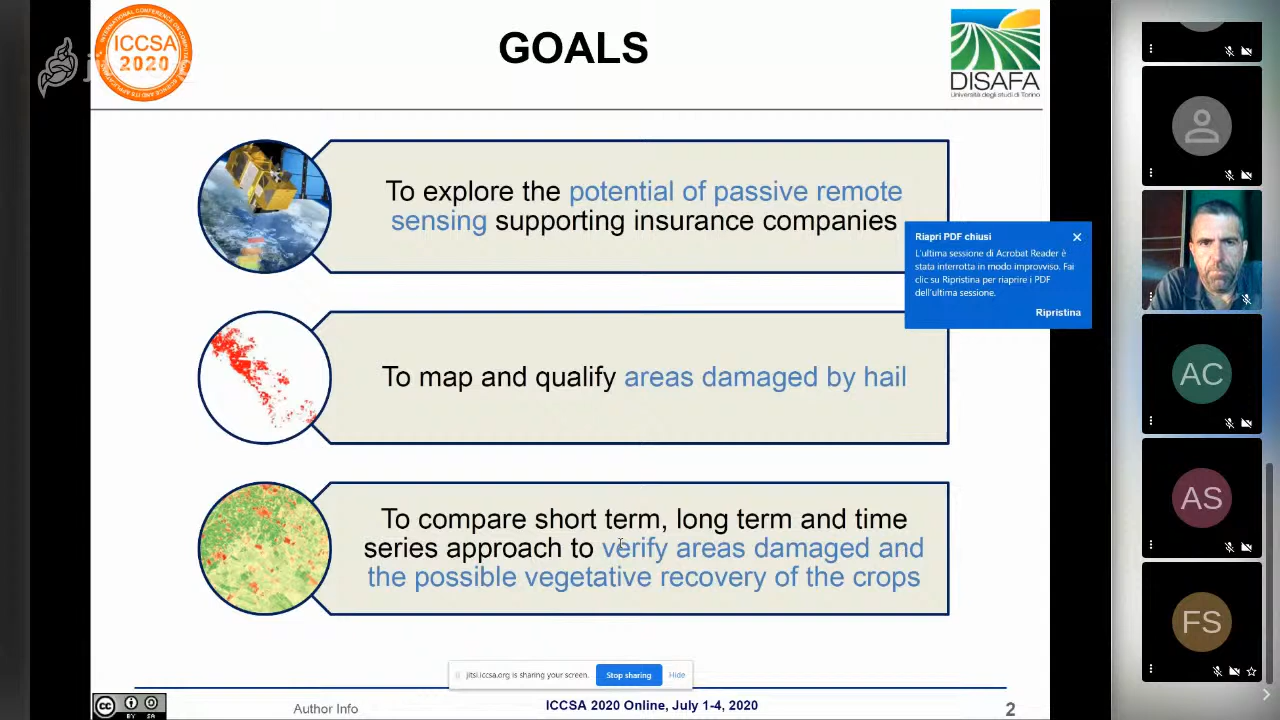 ICCSA
2020
GOALS
DISAFA
Università degli studi di Torino
To explore the potential of passive remote
sensing supporting insurance companies
Riapri PDF chiusi
L'ultima sessione di Acrobat Reader è
stata interrotta in modo improvviso. Fai
clic su Ripristina per riaprire i PDF
dell'ultima sessione.
Ripristina
To map and qualify areas damaged by hail
AC
To compare short term, long term and time
series approach to verify areas damaged and
the possible vegetative recovery of the crops
AS
FS
jitsi.iccsa.org is sharing your screen.
Stop sharing
Hide
cc
BY SA
Author Info
ICCSA 2020 Online, July 1-4, 2020
2